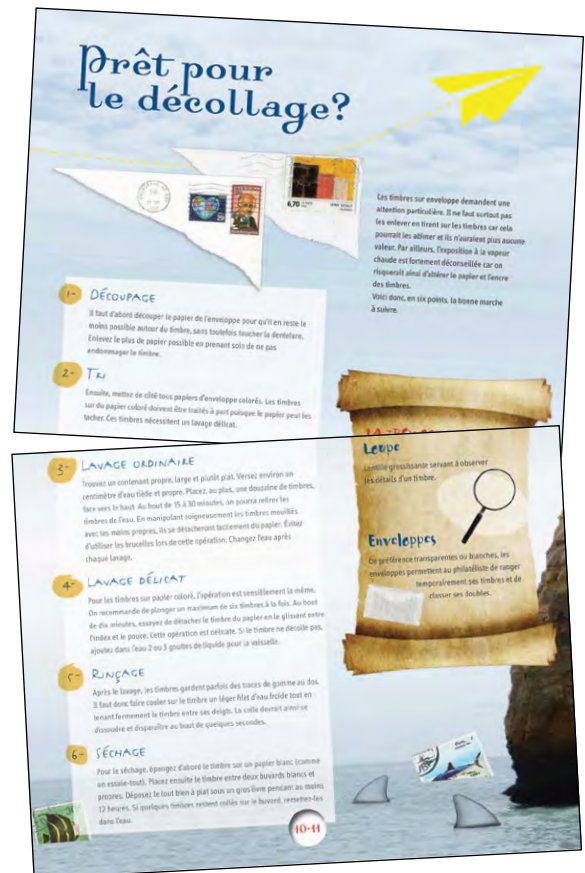 Prêt pour
le décollage?
6,70
Les timbres sur enveloppe demandent une
attention particulière. Il ne faut surtout pas
les enlever en tirant sur les timbres car cela
pourrait les abîmer et ils n'auraient plus aucune
valeur. Par ailleurs, l'exposition à la vapeur
chaude est fortement déconseillée car on
risquerait ainsi d'altérer le papier et l'encre
des timbres.
Voici donc, en six points, la bonne marche
à suivre.
1- DÉCOUPAGE
Il faut d'abord découper le papier de l'enveloppe pour qu'il en reste le
moins possible autour du timbre, sans toutefois toucher la dentelure.
Enlevez le plus de papier possible en prenant soin de ne pas
endommager le timbre.
2- TRI
Ensuite, mettez de côté tous papiers d'enveloppe colorés. Les timbres
sur du papier coloré doivent être traités à part puisque le papier peut les
tacher. Ces timbres nécessitent un lavage délicat.
3- LAVAGE ORDINAIRE
Trouvez un contenant propre, large et plutôt plat. Versez environ un
centimètre d'eau tiède et propre. Placez, au plus, une douzaine de timbres,
face vers le haut. Au bout de 15 à 30 minutes, on pourra retirer les
timbres de l'eau. En manipulant soigneusement les timbres mouillés
avec les mains propres, ils se détacheront facilement du papier. Évitez
d'utiliser les brucelles lors de cette opération. Changez l'eau après
chaque lavage.
4- LAVAGE DÉLICAT
Pour les timbres sur papier coloré, l'opération est sensiblement la même.
On recommande de plonger un maximum de six timbres à la fois. Au bout
de dix minutes, essayez de détacher le timbre du papier en le glissant entre
l'index et le pouce. Cette opération est délicate. Si le timbre ne décolle pas,
ajoutez dans l'eau 2 ou 3 gouttes de liquide pour la vaisselle.
5- RINÇAGE
Après le lavage, les timbres gardent parfois des traces de gomme au dos.
Il faut donc faire couler sur le timbre un léger filet d'eau froide tout en
tenant fermement le timbre entre ses doigts. La colle devrait ainsi se
dissoudre et disparaître au bout de quelques secondes.
6- SÉCHAGE
Pour le séchage, épongez d'abord le timbre sur un papier blanc (comme
un essuie-tout). Placez ensuite le timbre entre deux buvards blancs et
propres. Déposez le tout bien à plat sous un gros livre pendant au moins
12 heures. Si quelques timbres restent collés sur le buvard, remettez-les
dans l'eau.
Loupe
Lentille grossissante servant à observer
les détails d'un timbre.
Enveloppes
De préférence transparentes ou blanches, les
enveloppes permettent au philatéliste de ranger
temporairement ses timbres et de
classer ses doubles.
10-11